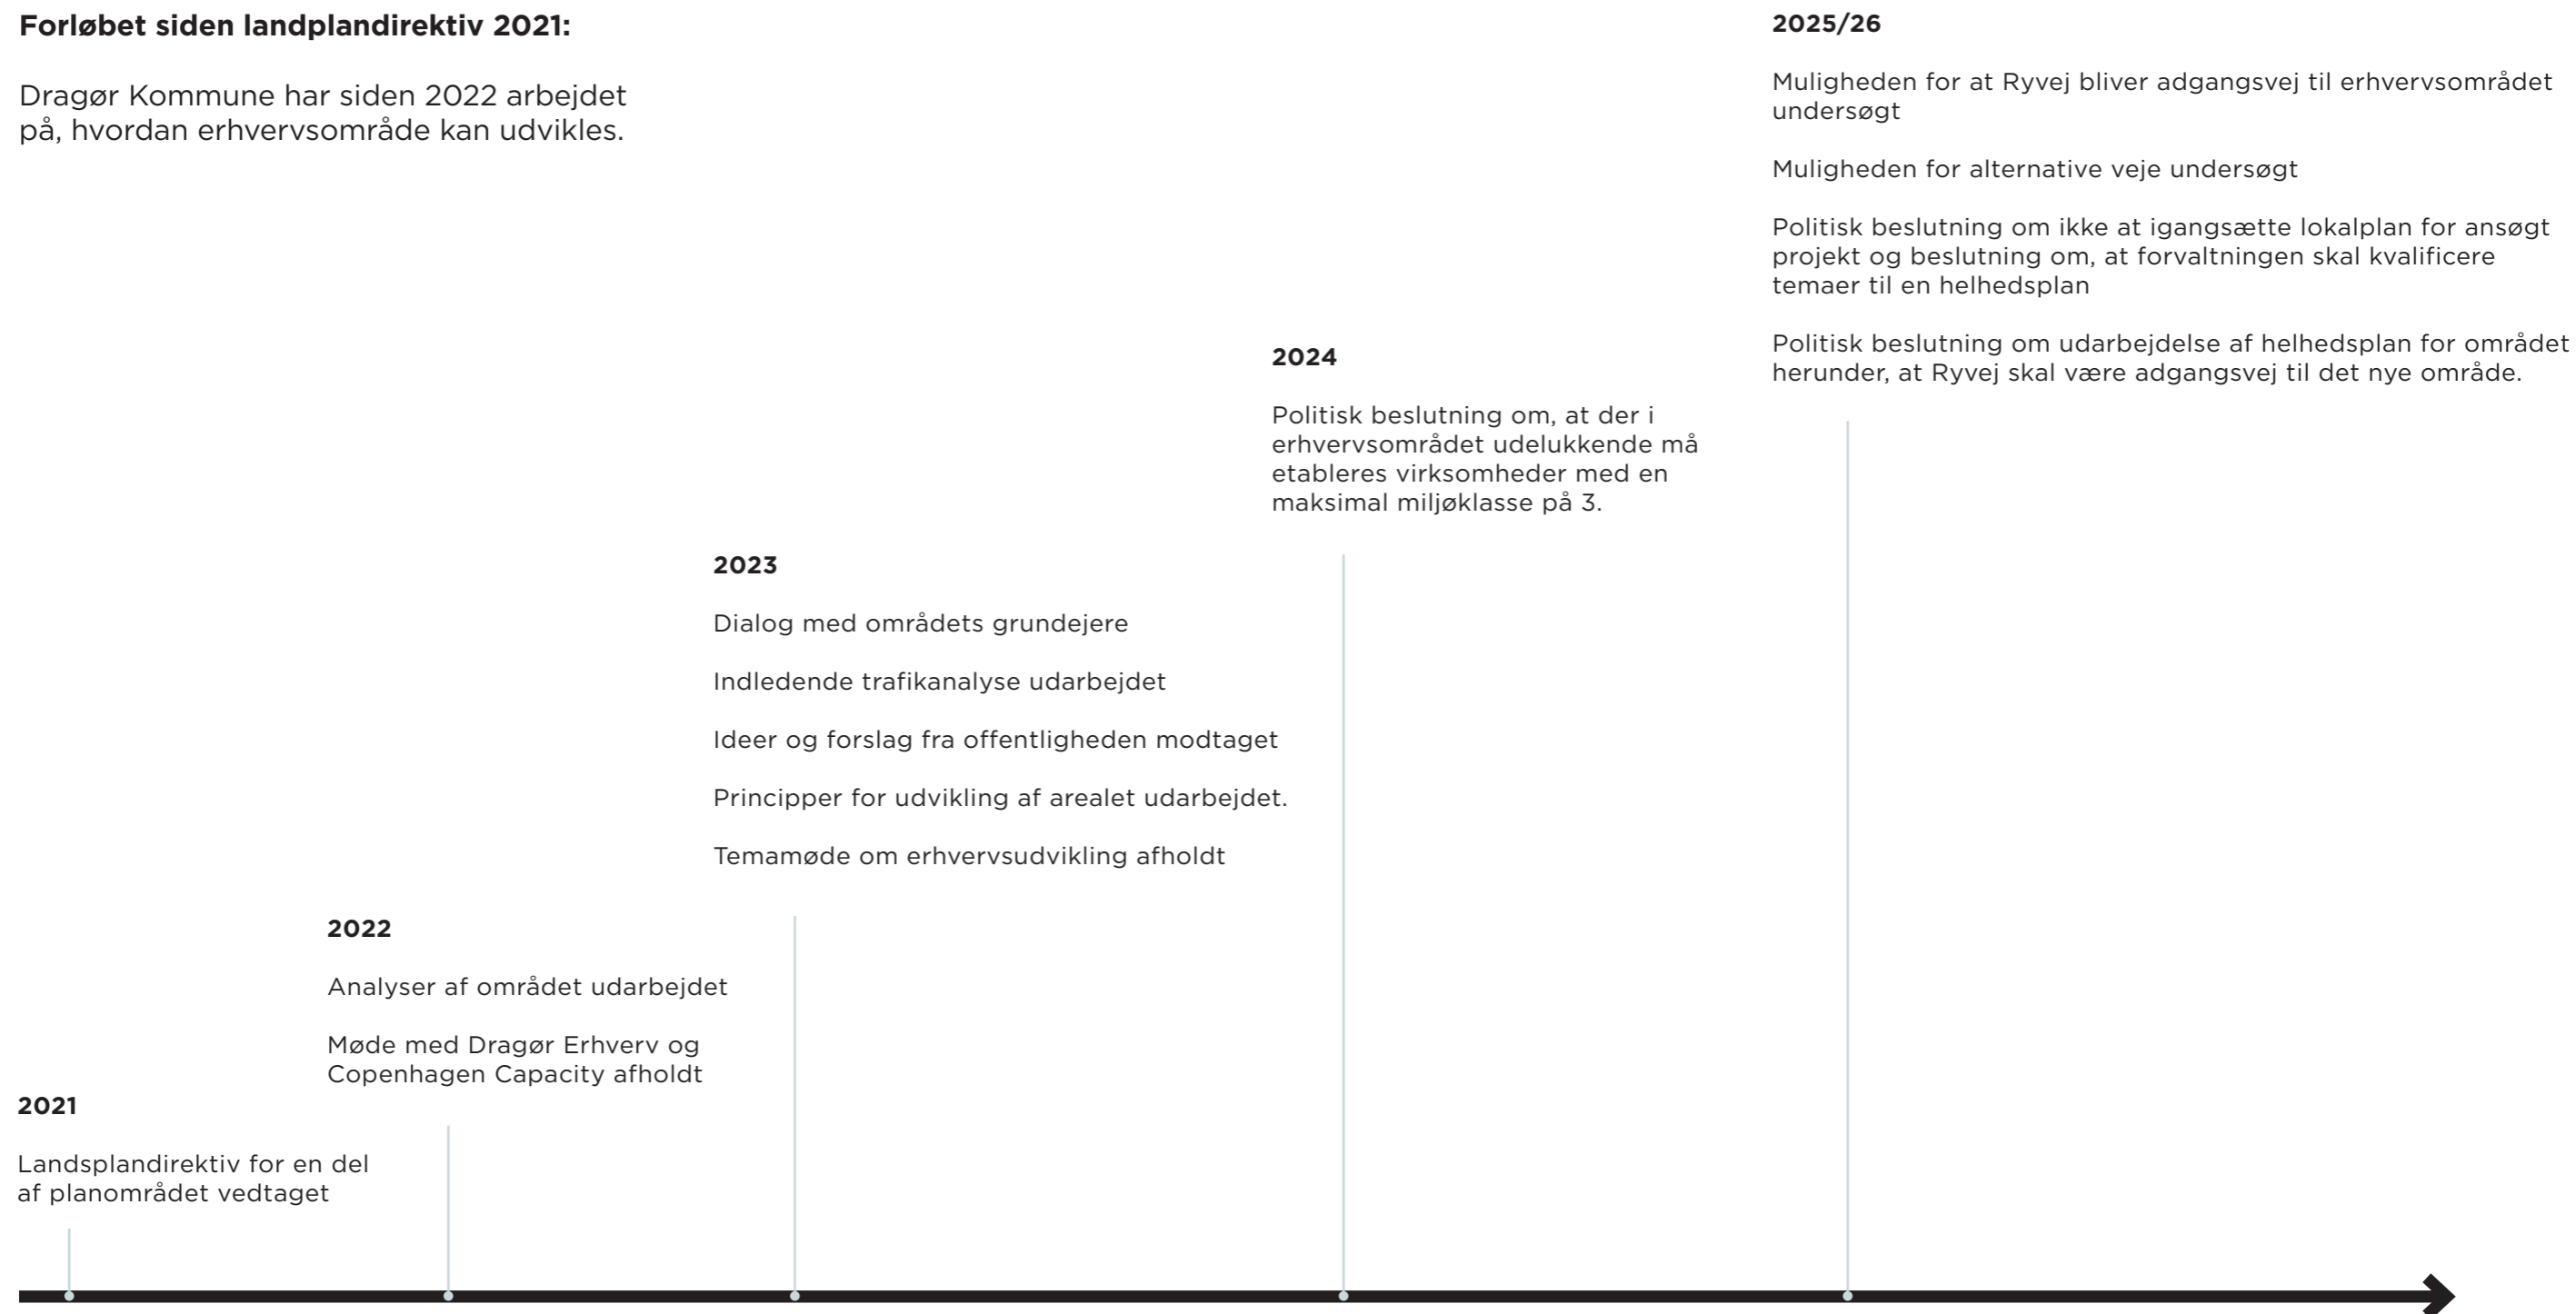 Forløbet siden landplandirektiv 2021:
Dragør Kommune har siden 2022 arbejdet
på, hvordan erhvervsområde kan udvikles.
2021
Landsplandirektiv for en del
af planområdet vedtaget
2022
Analyser af området udarbejdet
Møde med Dragør Erhverv og
Copenhagen Capacity afholdt
2023
Dialog med områdets grundejere
Indledende trafikanalyse udarbejdet
Ideer og forslag fra offentligheden modtaget
Principper for udvikling af arealet udarbejdet.
Temamøde om erhvervsudvikling afholdt
2024
Politisk beslutning om, at der i
erhvervsområdet udelukkende må
etableres virksomheder med en
maksimal miljøklasse på 3.
2025/26
Muligheden for at Ryvej bliver adgangsvej til erhvervsområdet
undersøgt
Muligheden for alternative veje undersøgt
Politisk beslutning om ikke at igangsætte lokalplan for ansøgt
projekt og beslutning om, at forvaltningen skal kvalificere
temaer til en helhedsplan
Politisk beslutning om udarbejdelse af helhedsplan for området
herunder, at Ryvej skal være adgangsvej til det nye område.